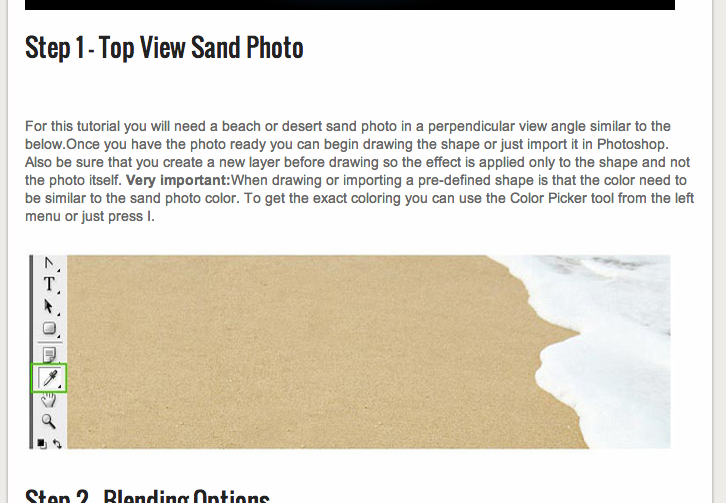 Step 1 - Top View Sand Photo
For this tutorial you will need a beach or desert sand photo in a perpendicular view angle similar to the
below.Once you have the photo ready you can begin drawing the shape or just import it in Photoshop.
Also be sure that you create a new layer before drawing so the effect is applied only to the shape and not
the photo itself. Very important:When drawing or importing a pre-defined shape is that the color need to
be similar to the sand photo color. To get the exact coloring you can use the Color Picker tool from the left
menu or just press I.
T
Step 2 - Blending Options